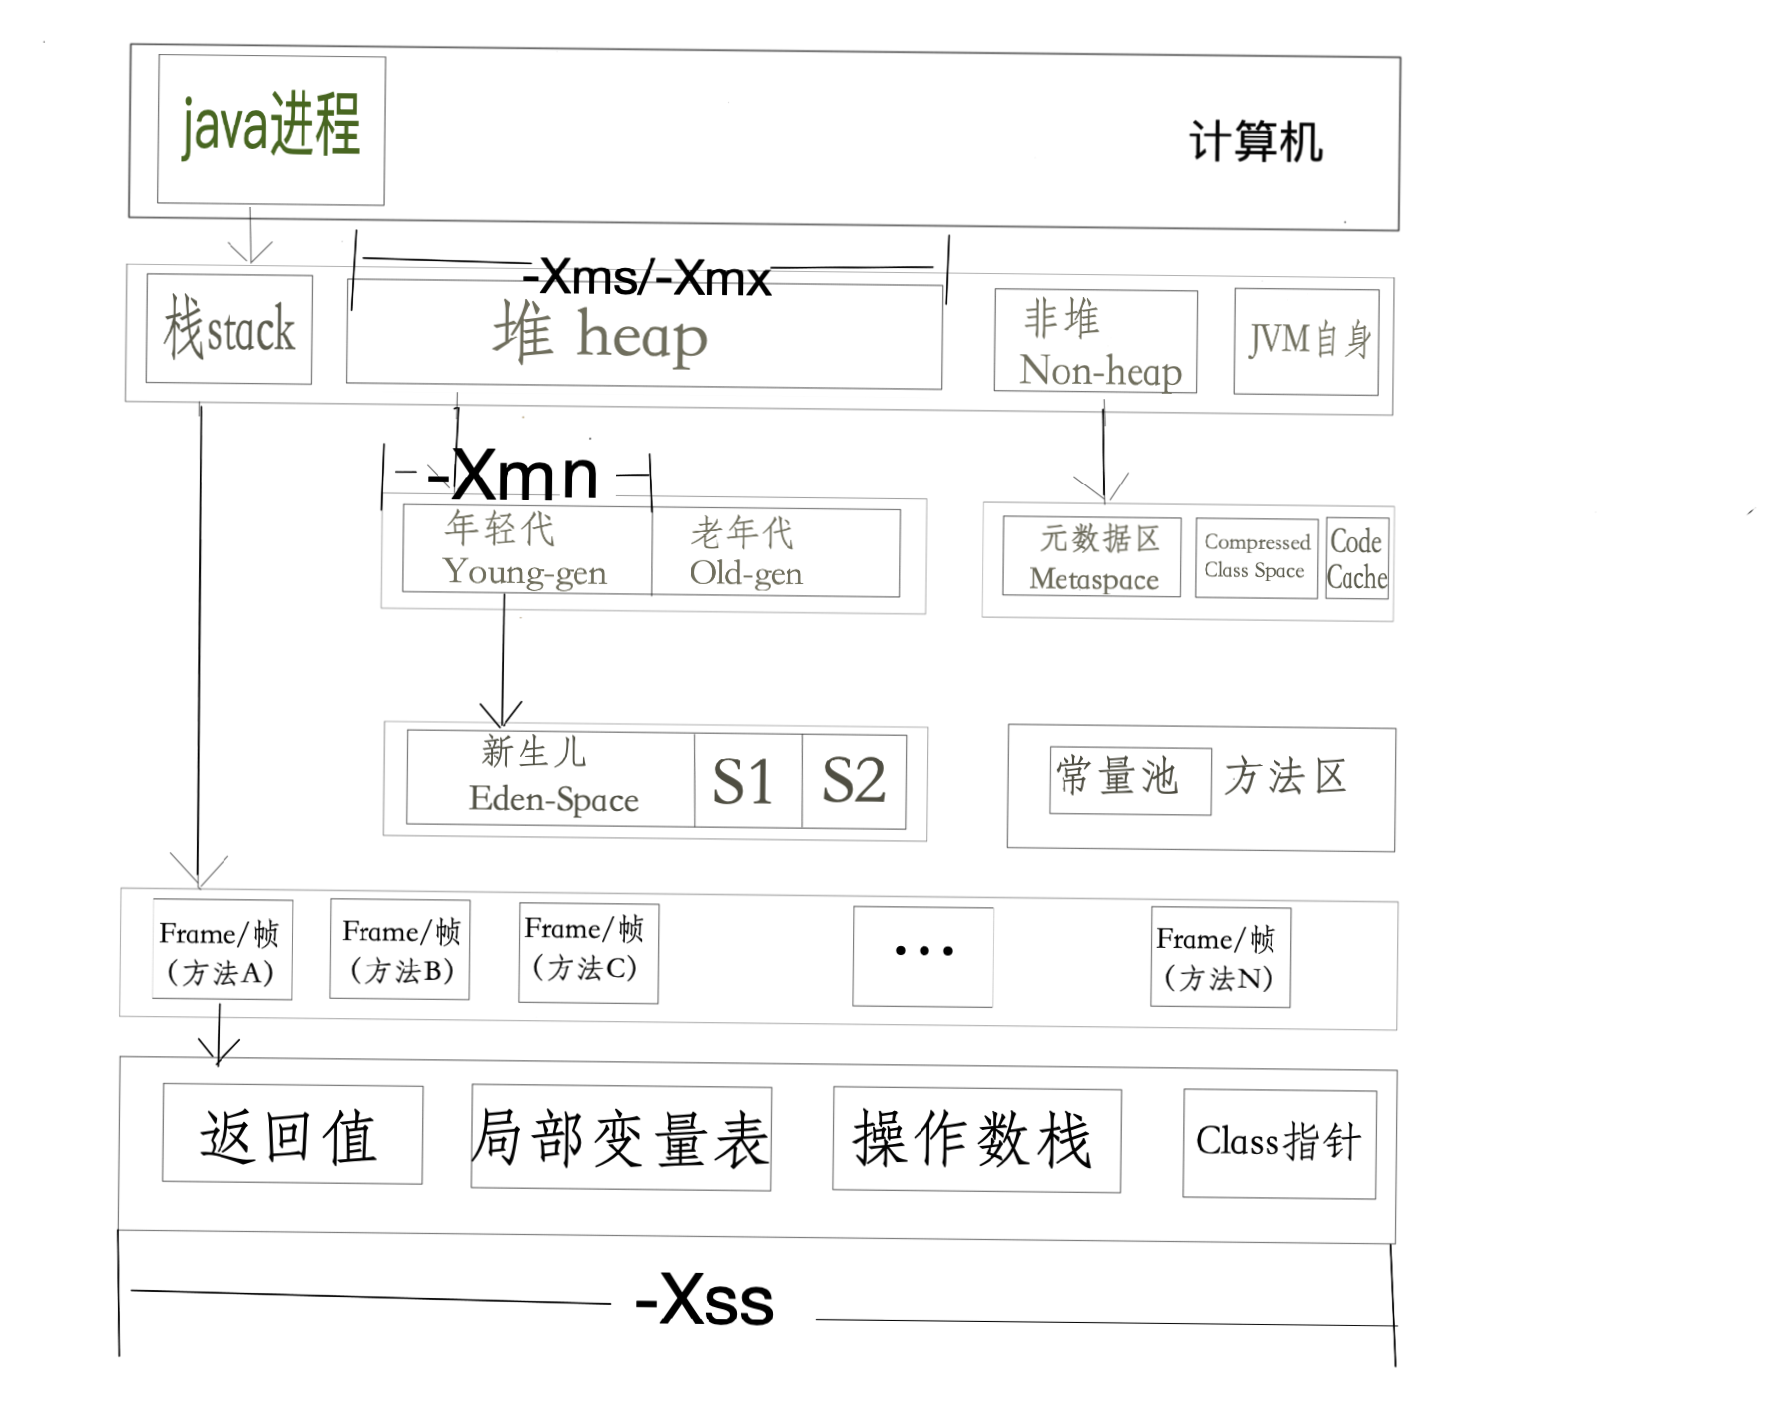 java进程
计算机
-Xms/-Xmx
栈stack
堆 heap
非堆
Non-heap
JVM自身
-Xmn
年轻代
Young-gen
老年代
Old-gen
元数据区
Metaspace
Compressed
Class Space
Code
Cache
新生儿
Eden-Space
S1
S2
常量池
方法区
Frame/帧
(方法A)
Frame/帧
(方法B)
Frame/帧
(方法C)
...
Frame/帧
(方法N)
返回值
局部变量表
操作数栈
Class指针
-Xss